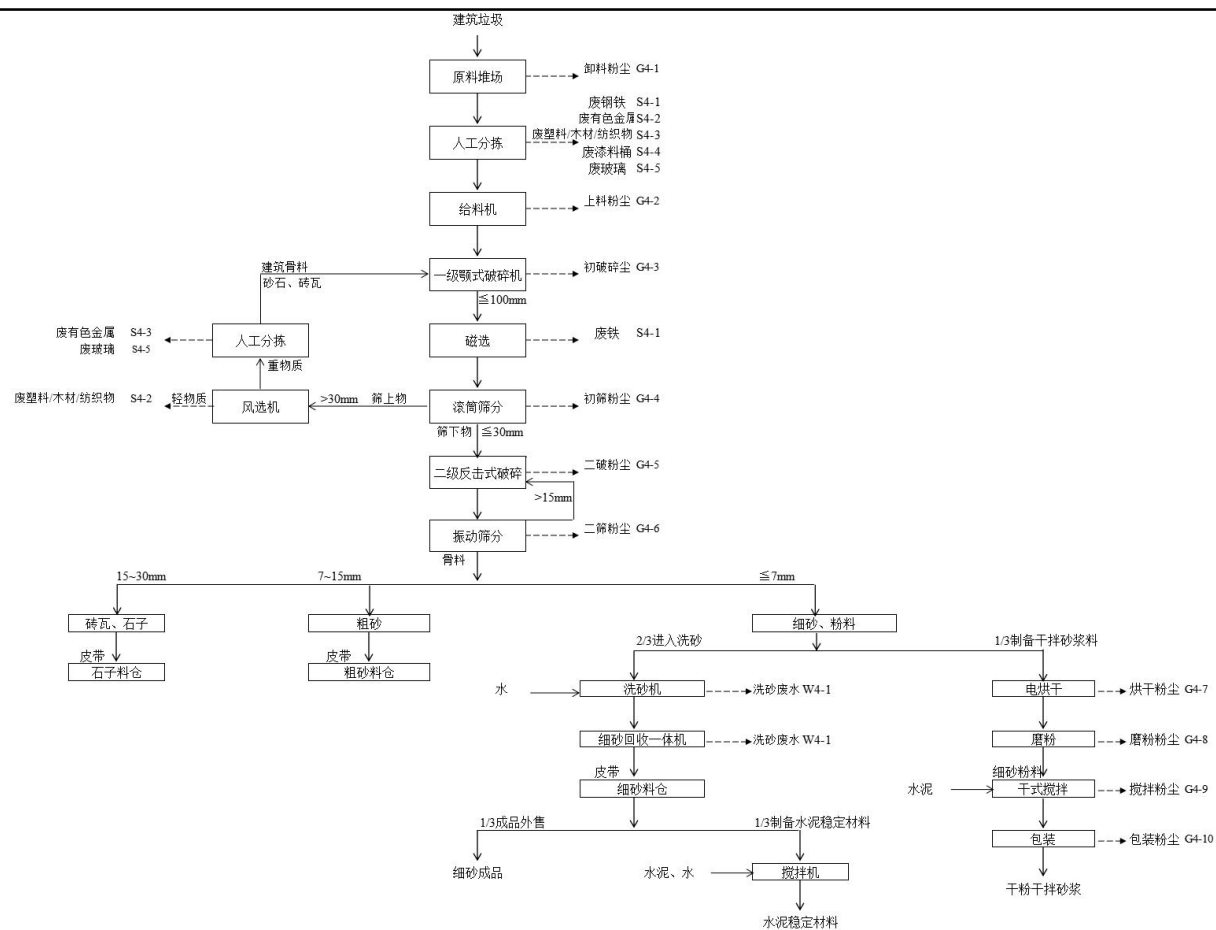 建筑垃圾
原料堆场
卸料粉尘 G4-1
废钢铁 S4-1
废有色金属 S4-2
人工分拣
废塑料/木材/纺织物 S4-3
废漆料桶 S4-4
废玻璃 S4-5
给料机
上料粉尘 G4-2
建筑骨料
砂石、砖瓦
一级颚式破碎机
初破碎尘 G4-3
≦100mm
废有色金属 S4-3
废玻璃 S4-5
人工分拣
磁选
废铁 S4-1
重物质
废塑料/木材/纺织物 S4-2
轻物质
风选机
>30mm 筛上物
滚筒筛分
初筛粉尘 G4-4
筛下物 ≦30mm
二级反击式破碎
二破粉尘 G4-5
>15mm
振动筛分
二筛粉尘 G4-6
骨料
15~30mm
7~15mm
≦7mm
砖瓦、石子
粗砂
细砂、粉料
皮带
皮带
2/3进入洗砂
1/3制备干拌砂浆料
石子料仓
粗砂料仓
水
洗砂机
洗砂废水 W4-1
电烘干
烘干粉尘 G4-7
细砂回收一体机
洗砂废水 W4-1
磨粉
磨粉粉尘 G4-8
皮带
细砂粉料
细砂料仓
水泥
干式搅拌
搅拌粉尘 G4-9
1/3成品外售
1/3制备水泥稳定材料
包装
包装粉尘 G4-10
细砂成品
水泥、水
搅拌机
干粉干拌砂浆
水泥稳定材料